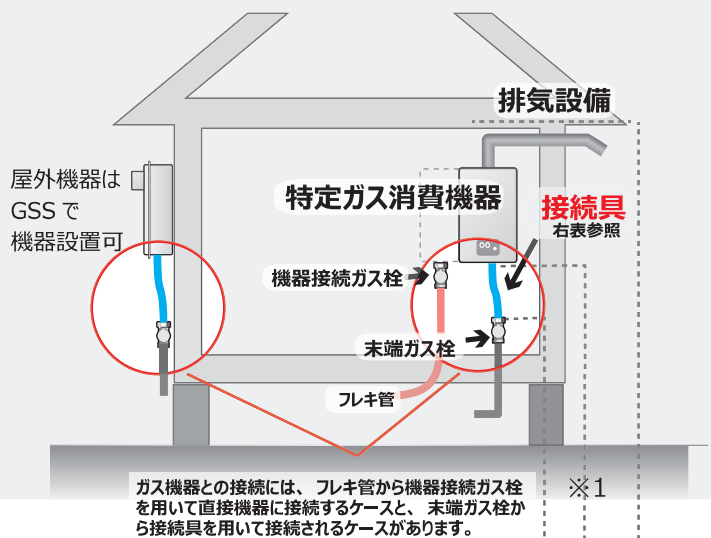 排気設備
屋外機器は
GSSで
機器設置可
特定ガス消費機器
接続具
右表参照
機器接続ガス栓
末端ガス栓
フレキ管
ガス機器との接続には、フレキ管から機器接続ガス栓
を用いて直接機器に接続するケースと、末端ガス栓か
ら接続具を用いて接続されるケースがあります。
※1